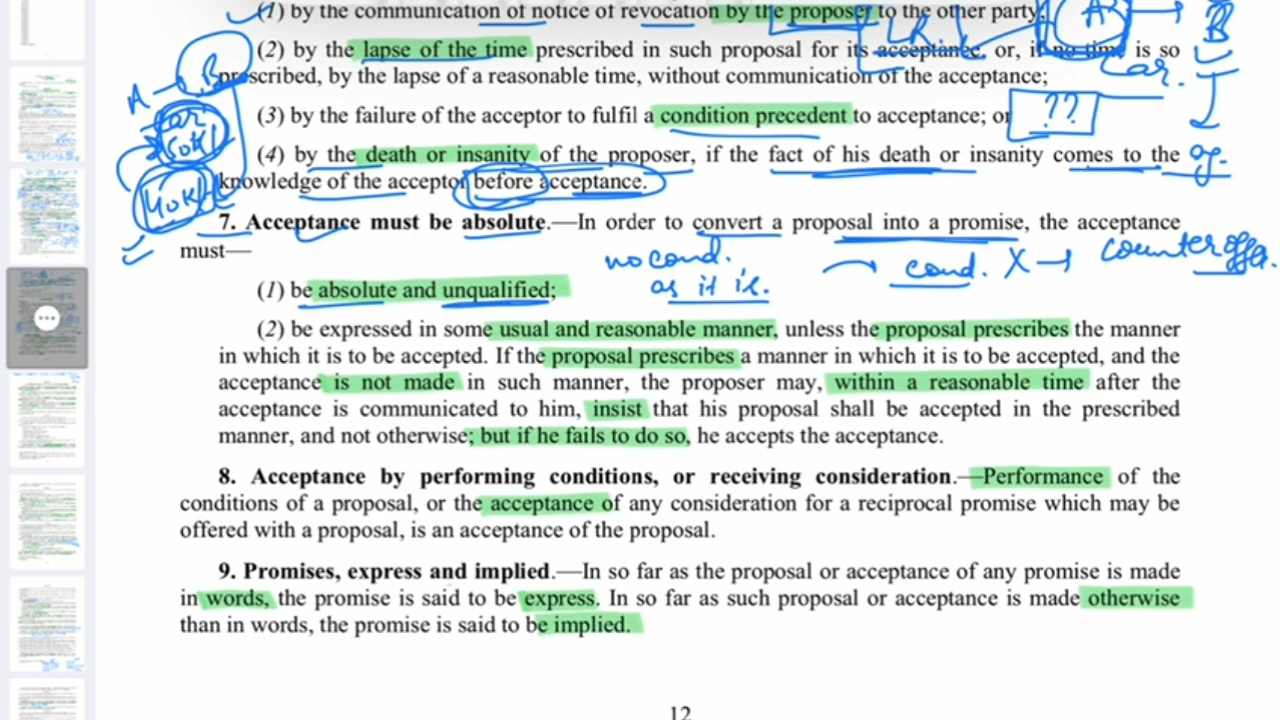 (1) by the communication of notice of revocation by the proposer to the other party;
(2) by the lapse of the time prescribed in such proposal for its acceptance, or, if no time is so
prescribed, by the lapse of a reasonable time, without communication of the acceptance;
(3) by the failure of the acceptor to fulfil a condition precedent to acceptance; or
(4) by the death or insanity of the proposer, if the fact of his death or insanity comes to the
knowledge of the acceptor before acceptance.
A
B
Car
60K
40K
A
B
LR.
Car.
??
7. Acceptance must be absolute.—In order to convert a proposal into a promise, the acceptance
must—
no cond.
as it is.
cond. X → counter offer.
(1) be absolute and unqualified;
(2) be expressed in some usual and reasonable manner, unless the proposal prescribes the manner
in which it is to be accepted. If the proposal prescribes a manner in which it is to be accepted, and the
acceptance is not made in such manner, the proposer may, within a reasonable time after the
acceptance is communicated to him, insist that his proposal shall be accepted in the prescribed
manner, and not otherwise; but if he fails to do so, he accepts the acceptance.
8. Acceptance by performing conditions, or receiving consideration.—Performance of the
conditions of a proposal, or the acceptance of any consideration for a reciprocal promise which may be
offered with a proposal, is an acceptance of the proposal.
9. Promises, express and implied.—In so far as the proposal or acceptance of any promise is made
in words, the promise is said to be express. In so far as such proposal or acceptance is made otherwise
than in words, the promise is said to be implied.
12